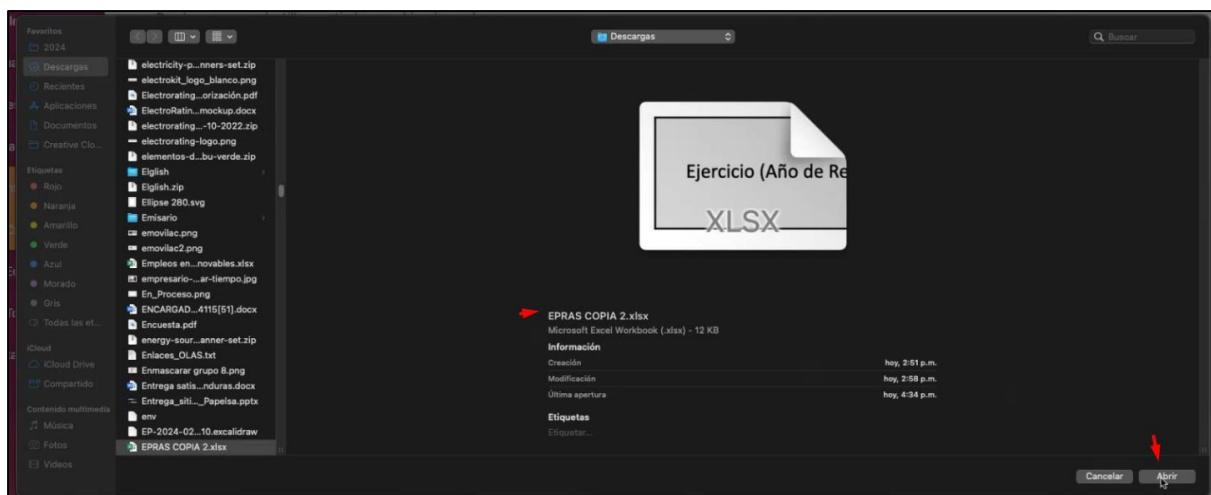 Favoritos
2024
Descargas
Recientes
Aplicaciones
Documentos
Creative Clo...
Etiquetas
Rojo
Naranja
Amarillo
Verde
Azul
Morado
Gris
Todas las et...
iCloud
iCloud Drive
Compartido
Contenido multimedia
Música
Fotos
Videos
electricity-p...nners-set.zip
electrokit_logo_blanco.png
Electrorating...orización.pdf
ElectroRatin...mockup.docx
electrorating...-10-2022.zip
electrorating-logo.png
elementos-d...bu-verde.zip
Elglish
Elglish.zip
Ellipse 280.svg
Emisario
emovilac.png
emovilac2.png
Empleos en...novables.xlsx
empresario-...ar-tiempo.jpg
En_Proceso.png
ENCARGAD...4115[51].docx
Encuesta.pdf
energy-sour...anner-set.zip
Enlaces_OLAS.txt
Enmascarar grupo 8.png
Entrega satis...nduras.docx
Entrega_siti..._Papelsa.pptx
env
EP-2024-02...10.excalidraw
EPRAS COPIA 2.xlsx
Descargas
Buscar
Ejercicio (Año de Re
XLSX
EPRAS COPIA 2.xlsx
Microsoft Excel Workbook (.xlsx) - 12 KB
Información
Creación hoy, 2:51 p.m.
Modificación hoy, 2:58 p.m.
Última apertura hoy, 4:34 p.m.
Etiquetas
Etiquetar...
Cancelar Abrir